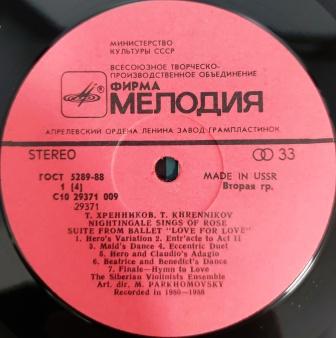 МИНИСТЕРСТВО
КУЛЬТУРЫ СССР
ВСЕСОЮЗНОЕ ТВОРЧЕСКО-
ПРОИЗВОДСТВЕННОЕ ОБЪЕДИНЕНИЕ
ФИРМА
МЕЛОДИЯ
АПРЕЛЕВСКИЙ ОРДЕНА ЛЕНИНА ЗАВОД ГРАМПЛАСТИНОК
STEREO 33
ГОСТ 5289-88 MADE IN USSR
1 [4] Вторая гр.
С10 29371 009
29371
Т. ХРЕННИКОВ. T. KHRENNIKOV
NIGHTINGALE SINGS OF ROSE
SUITE FROM BALLET "LOVE FOR LOVE"
1. Hero's Variation 2. Entr'acte to Act II
3. Maid's Dance 4. Eccentric Duet
5. Hero and Claudio's Adagio
6. Beatrice and Benedict's Dance
7. Finale—Hymn to Love
The Siberian Violinists Ensemble
Art. dir. M. PARKHOMOVSKY
Recorded in 1980—1988